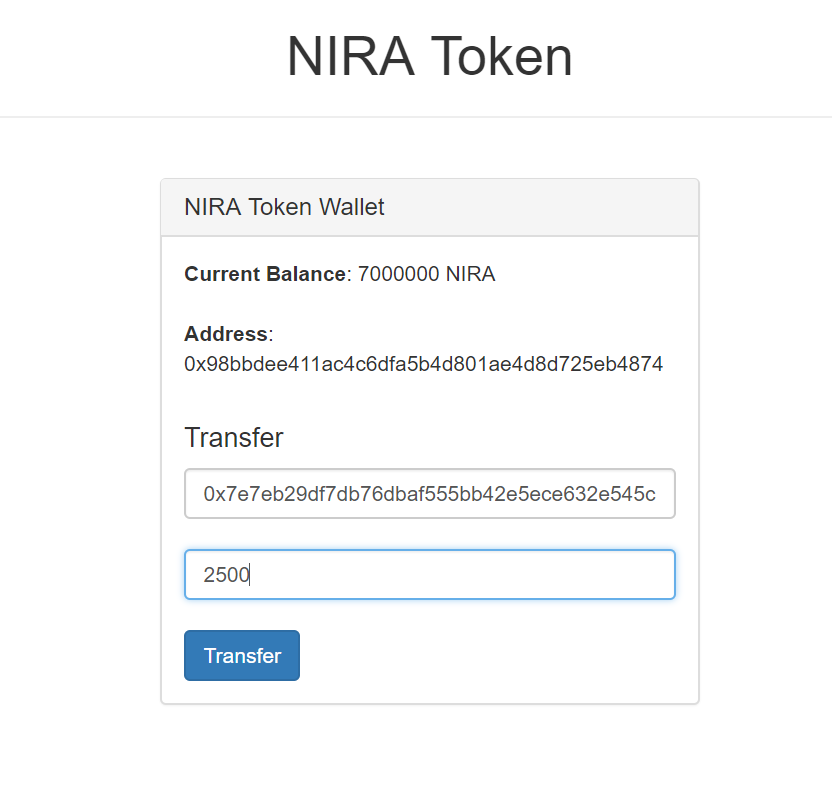 NIRA Token
NIRA Token Wallet
Current Balance: 7000000 NIRA
Address:
0x98bbdee411ac4c6dfa5b4d801ae4d8d725eb4874
Transfer
0x7e7eb29df7db76dbaf555bb42e5ece632e545c
2500
Transfer